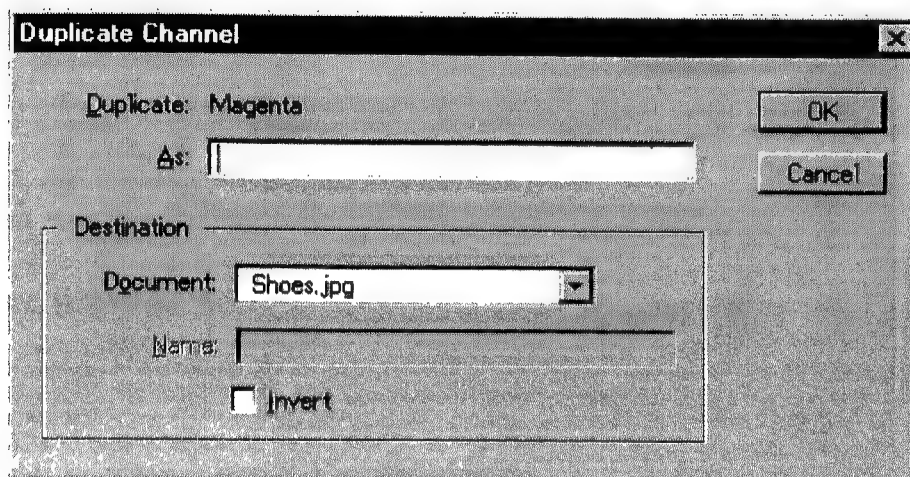 Duplicate Channel
Duplicate: Magenta
OK
As:
Cancel
Destination
Document: Shoes.jpg
Name:
Invert